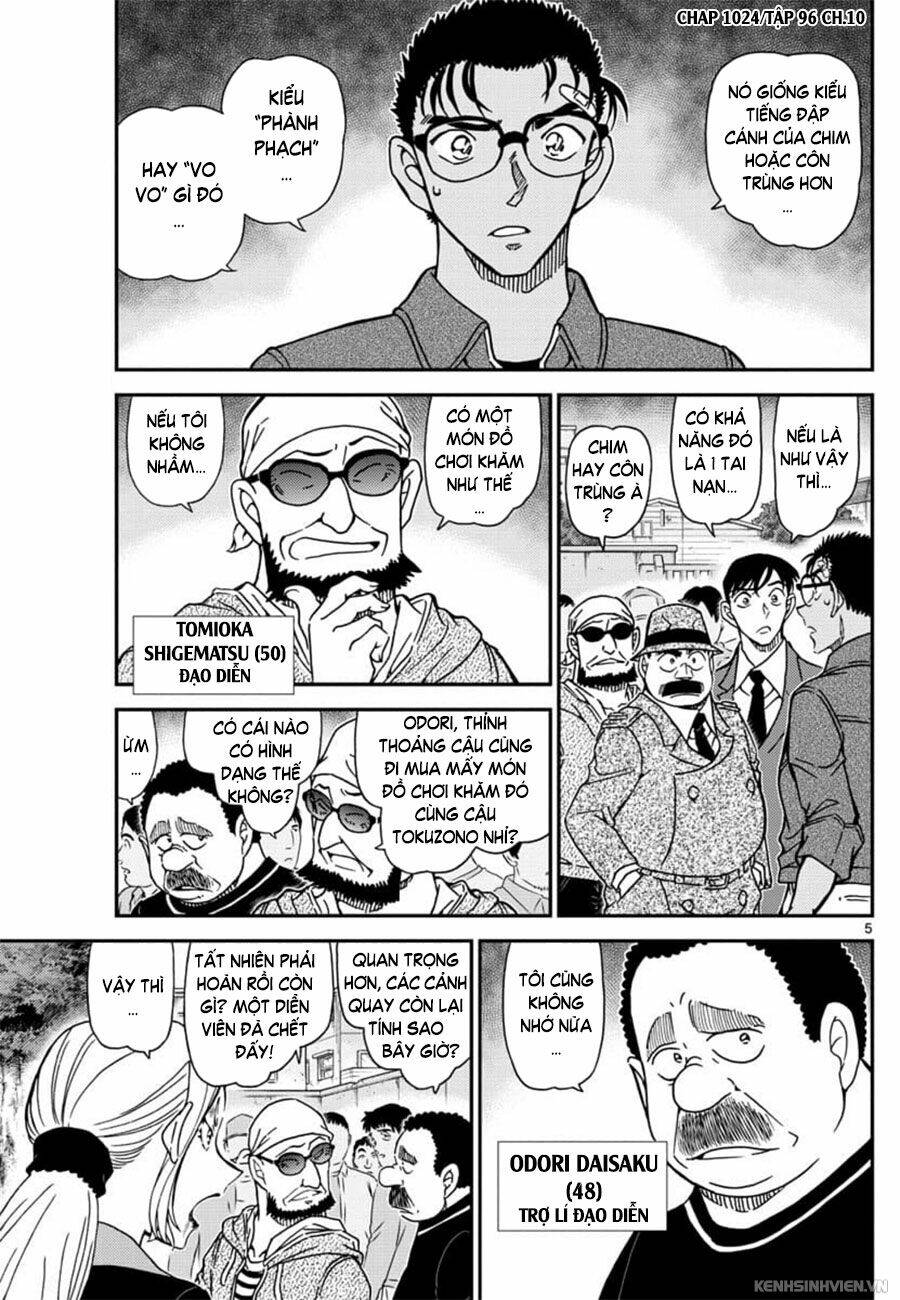 CHAP 1024/TẬP 96 CH.10
NÓ GIỐNG KIỂU
TIẾNG ĐẬP
CÁNH CỦA CHIM
HOẶC CÔN
TRÙNG HƠN
...
KIỂU
“PHÀNH
PHẠCH”
...
HAY “VO
VO” GÌ ĐÓ
...
NẾU LÀ
NHƯ VẬY
THÌ...
CÓ KHẢ
NĂNG ĐÓ
LÀ 1 TAI
NẠN...
CHIM
HAY CÔN
TRÙNG À
?
CÓ MỘT
MÓN ĐỒ
CHƠI KHĂM
NHƯ THẾ
...
NẾU TÔI
KHÔNG
NHẦM...
TOMIOKA
SHIGEMATSU (50)
ĐẠO DIỄN
ODORI, THỈNH
THOẢNG CẬU CŨNG
ĐI MUA MẤY MÓN
ĐỒ CHƠI KHĂM ĐÓ
CÙNG CẬU
TOKUZONO NHỈ?
CÓ CÁI NÀO
CÓ HÌNH
DẠNG THẾ
KHÔNG?
ỪM
...
5
TÔI CŨNG
KHÔNG
NHỚ NỮA
...
ODORI DAISAKU
(48)
TRỢ LÍ ĐẠO DIỄN
QUAN TRỌNG
HƠN, CÁC CẢNH
QUAY CÒN LẠI
TÍNH SAO
BÂY GIỜ?
TẤT NHIÊN PHẢI
HOÃN RỒI CÒN
GÌ? MỘT DIỄN
VIÊN ĐÃ CHẾT
ĐẤY!
VẬY THÌ
...
KENHSINHVIEN.VN